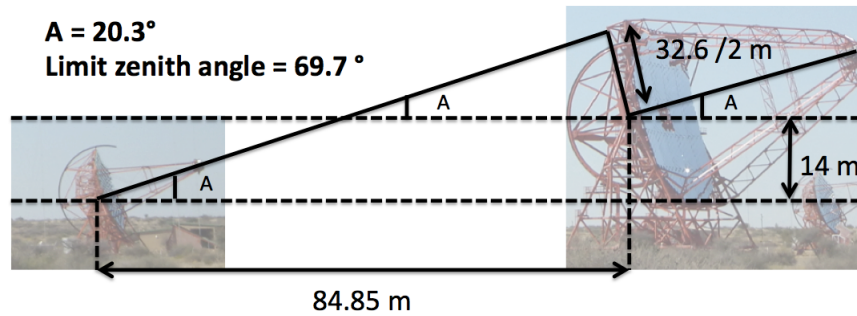 A = 20.3°
Limit zenith angle = 69.7 °
32.6 /2 m
A
A
14 m
A
84.85 m